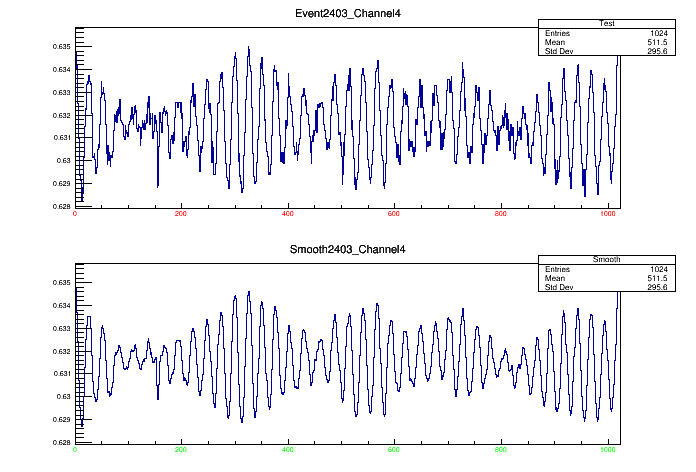 Event2403_Channel4
Test
Entries 1024
Mean 511.5
Std Dev 295.6
0.635
0.634
0.633
0.632
0.631
0.63
0.629
0.628
0 200 400 600 800 1000
Smooth2403_Channel4
Smooth
Entries 1024
Mean 511.5
Std Dev 295.6
0.635
0.634
0.633
0.632
0.631
0.63
0.629
0.628
0 200 400 600 800 1000